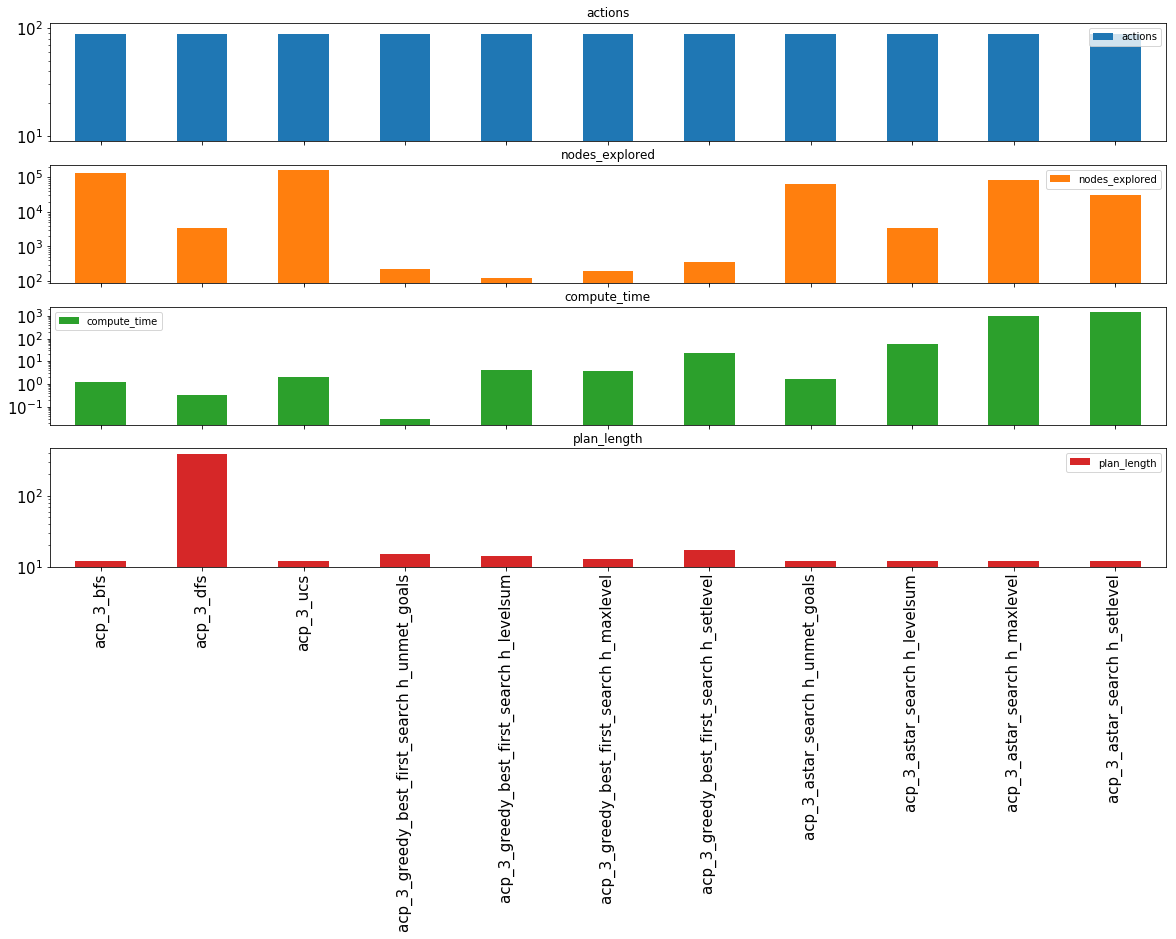 actions
10²
10¹
actions
nodes_explored
10⁵
10⁴
10³
10²
nodes_explored
compute_time
10³
10²
10¹
10⁰
10⁻¹
compute_time
plan_length
10²
10¹
plan_length
acp_3_bfs
acp_3_dfs
acp_3_ucs
acp_3_greedy_best_first_search h_unmet_goals
acp_3_greedy_best_first_search h_levelsum
acp_3_greedy_best_first_search h_maxlevel
acp_3_greedy_best_first_search h_setlevel
acp_3_astar_search h_unmet_goals
acp_3_astar_search h_levelsum
acp_3_astar_search h_maxlevel
acp_3_astar_search h_setlevel